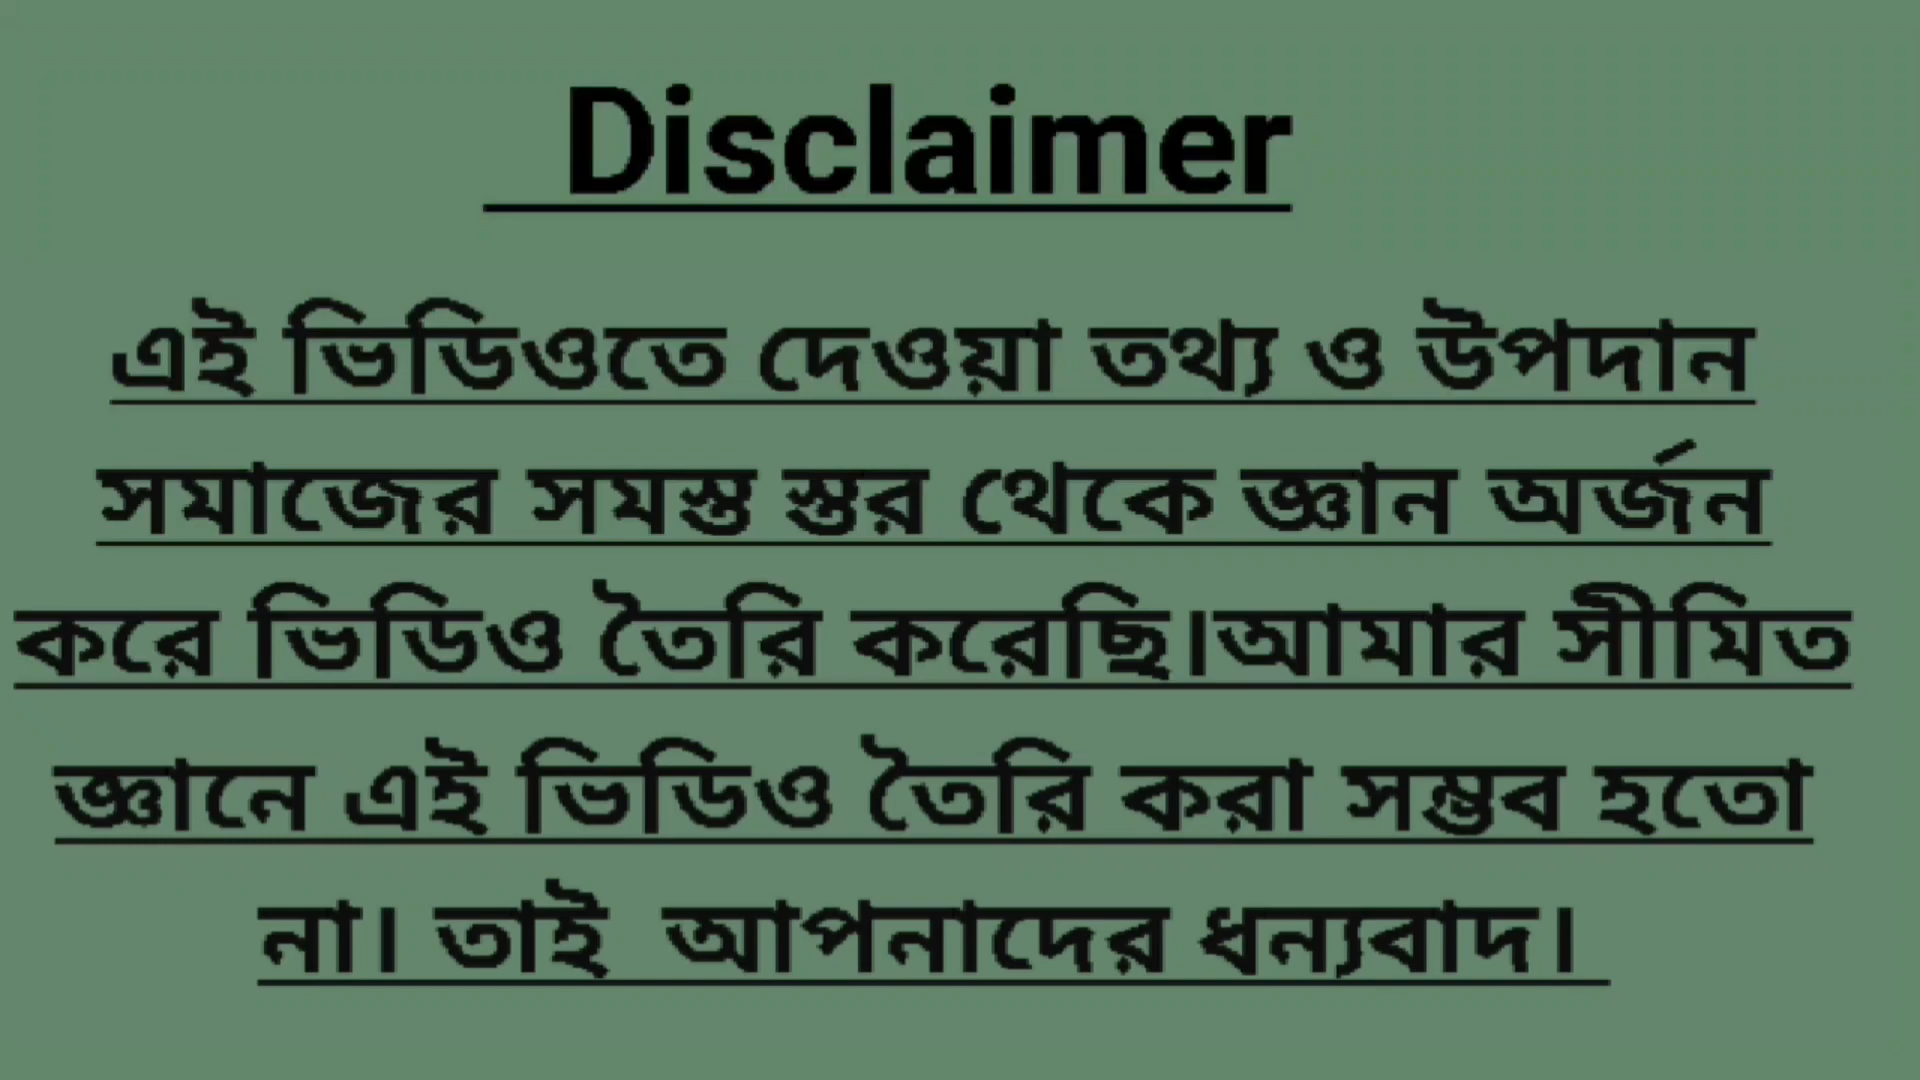 Disclaimer
এই ভিডিওতে দেওয়া তথ্য ও উপদান
সমাজের সমস্ত স্তর থেকে জ্ঞান অর্জন
করে ভিডিও তৈরি করেছি।আমার সীমিত
জ্ঞানে এই ভিডিও তৈরি করা সম্ভব হতো
না। তাই আপনাদের ধন্যবাদ।